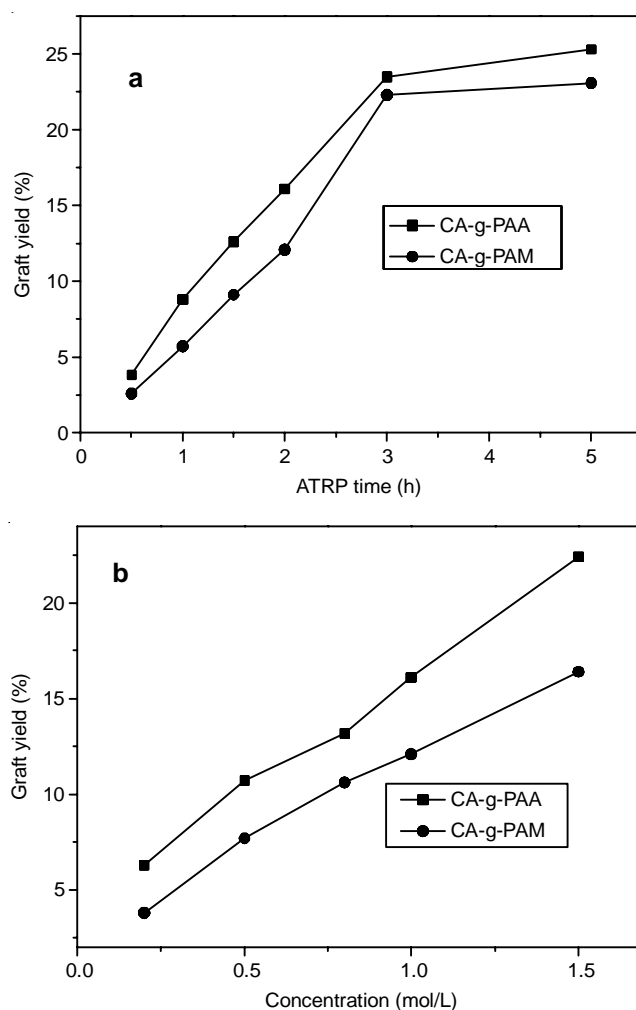 a
25
20
15
10
5
0
Graft yield (%)
CA-g-PAA
CA-g-PAM
0 1 2 3 4 5
ATRP time (h)
b
20
15
10
5
Graft yield (%)
CA-g-PAA
CA-g-PAM
0.0 0.5 1.0 1.5
Concentration (mol/L)